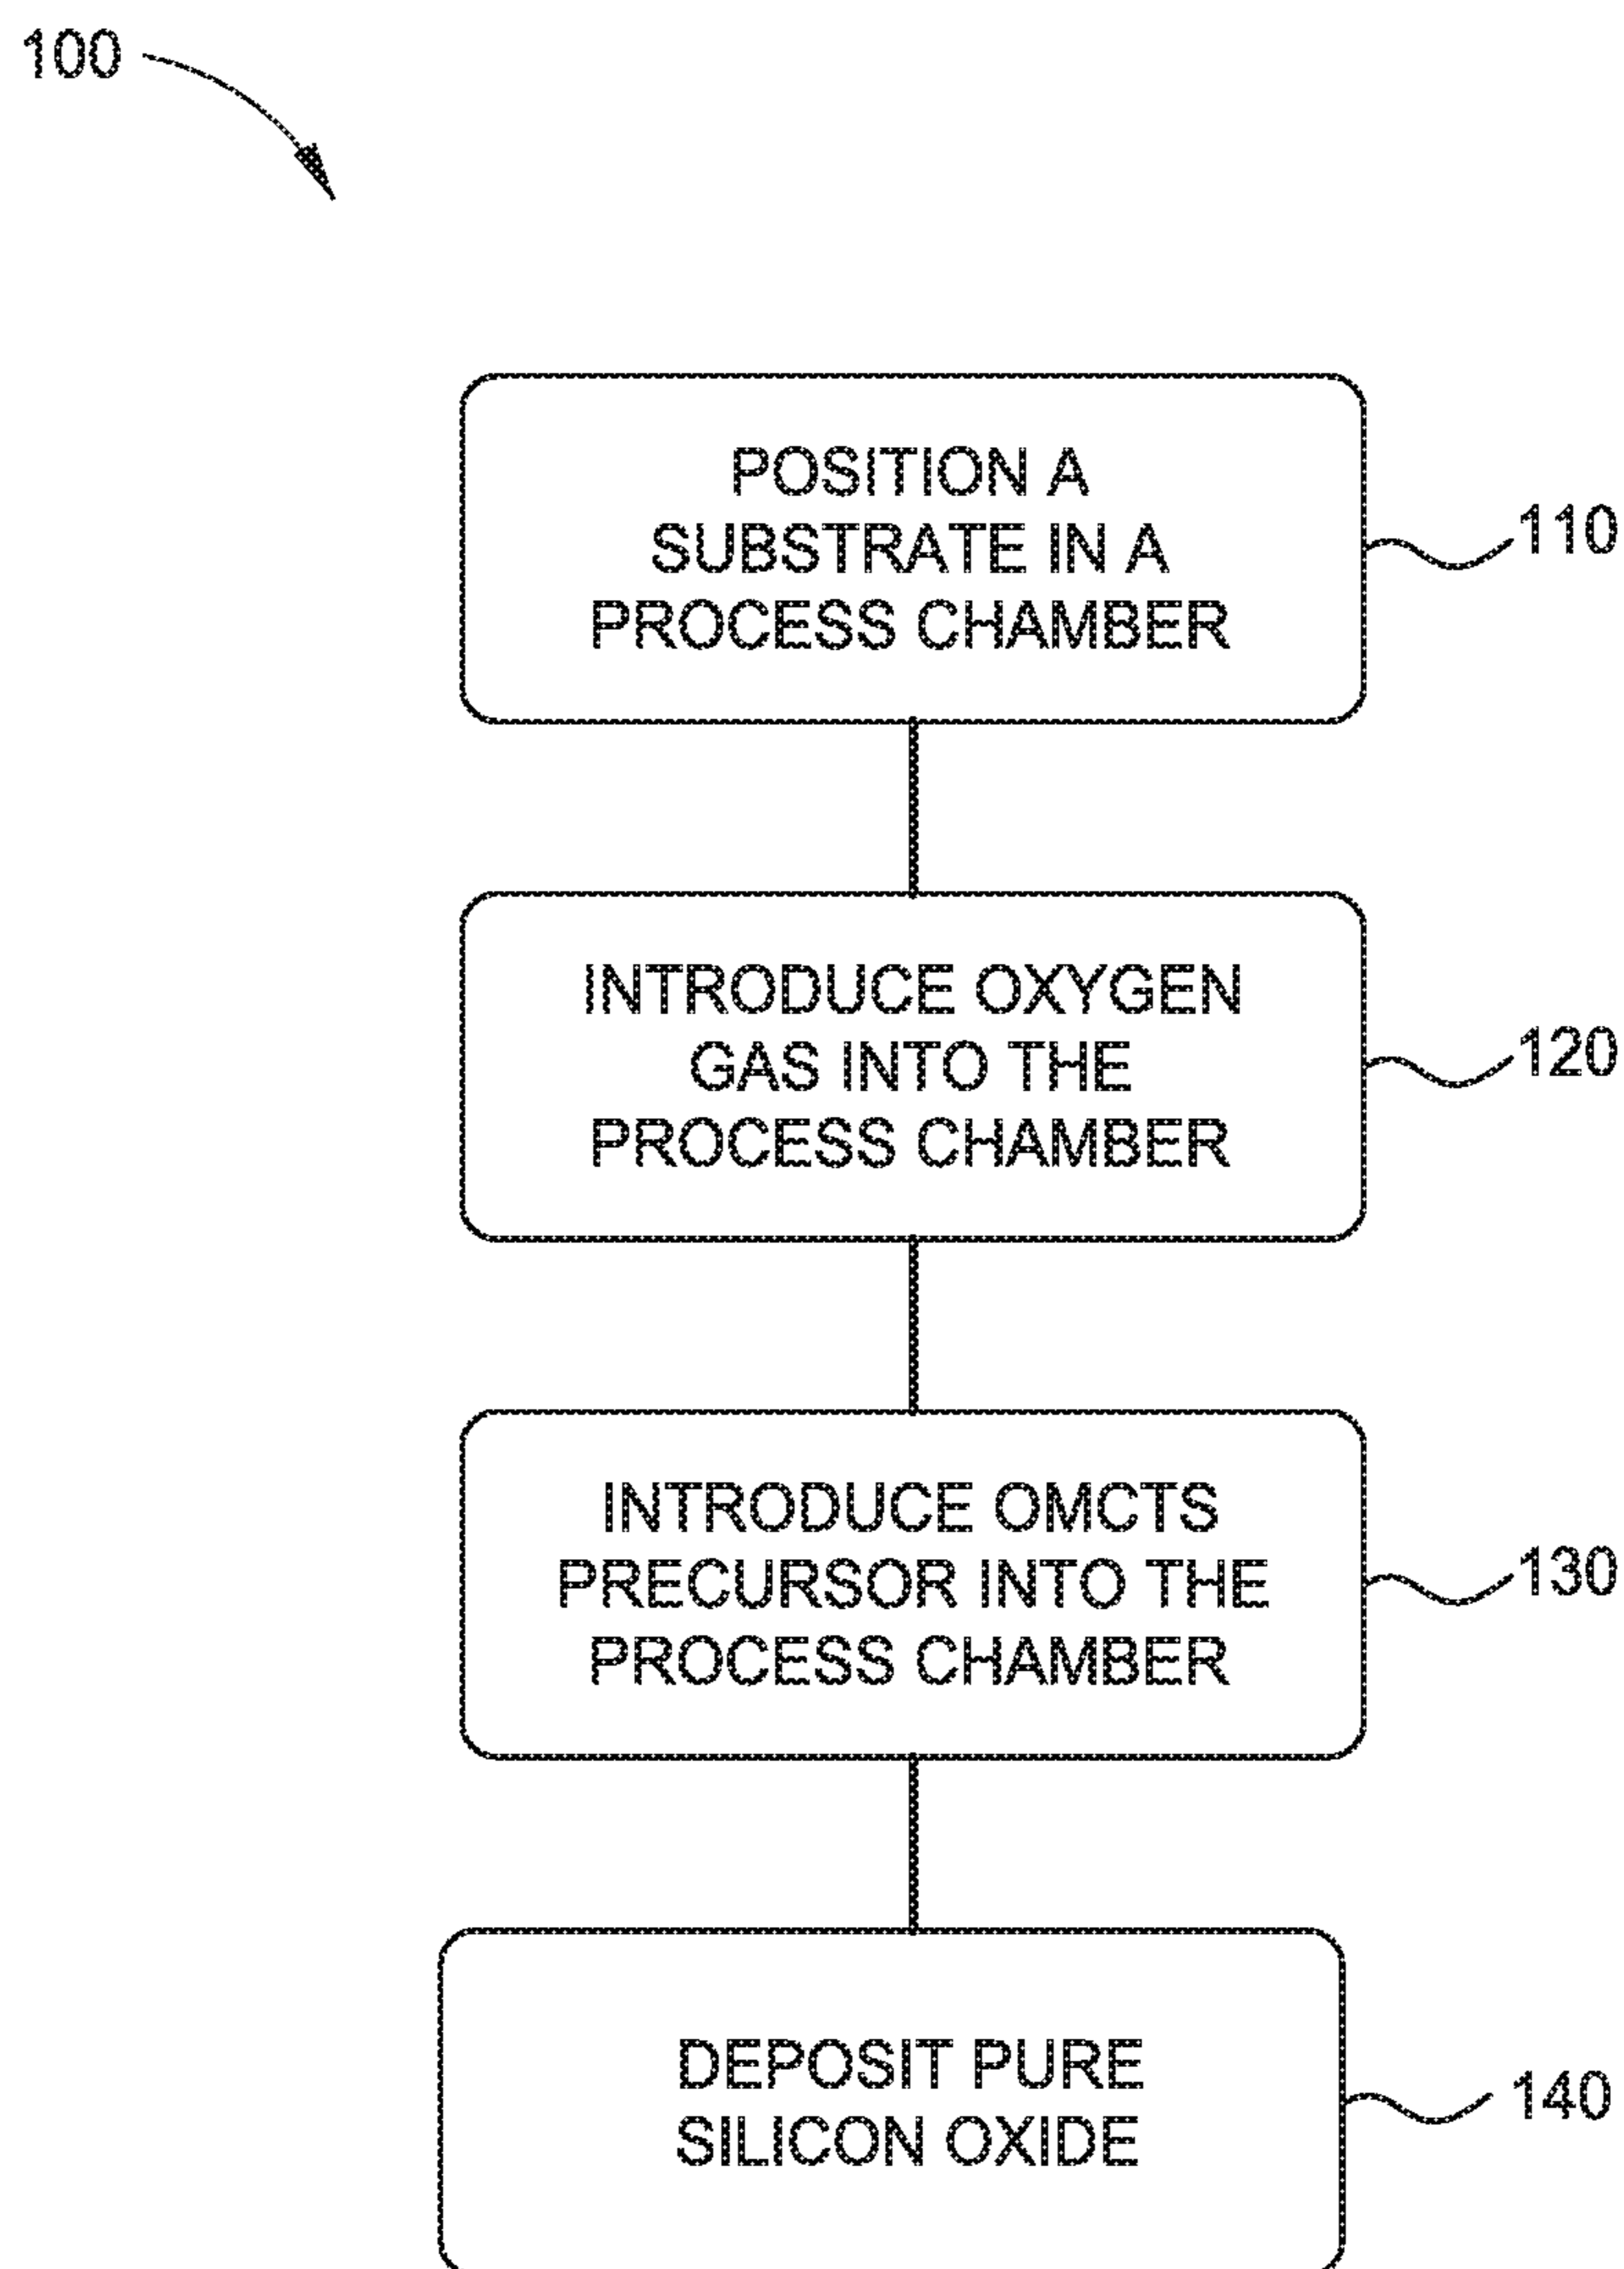 100
POSITION A
SUBSTRATE IN A
PROCESS CHAMBER
110
INTRODUCE OXYGEN
GAS INTO THE
PROCESS CHAMBER
120
INTRODUCE OMCTS
PRECURSOR INTO THE
PROCESS CHAMBER
130
DEPOSIT PURE
SILICON OXIDE
140